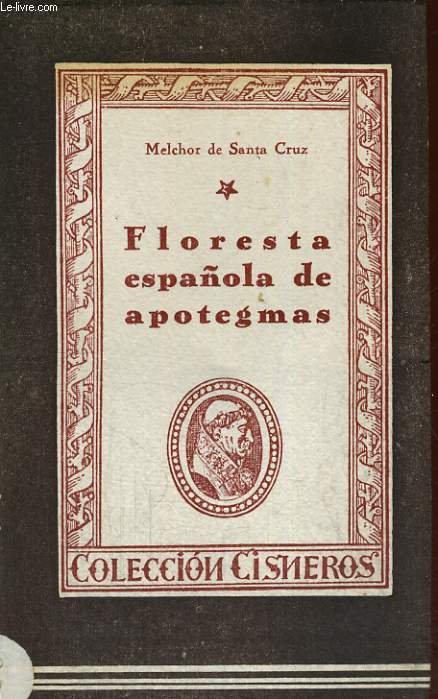 Le-livre.com
Melchor de Santa Cruz
Floresta
española de
apotegmas
COLECCIÓN CISNEROS